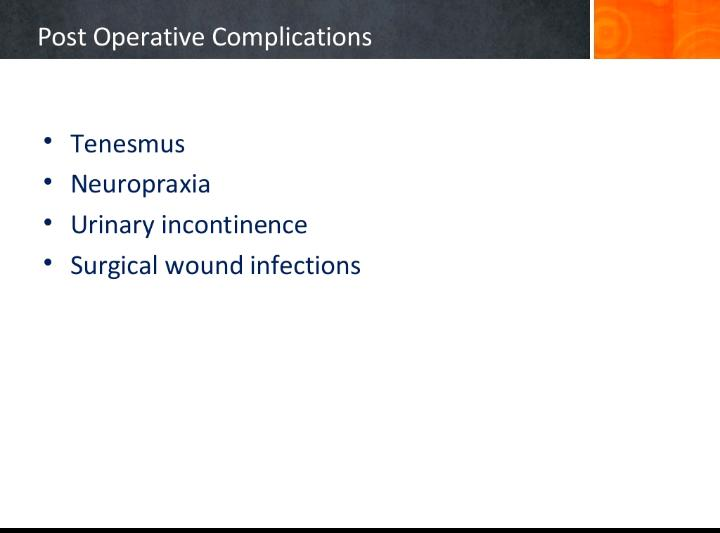 Post Operative Complications
• Tenesmus
• Neuropraxia
• Urinary incontinence
• Surgical wound infections